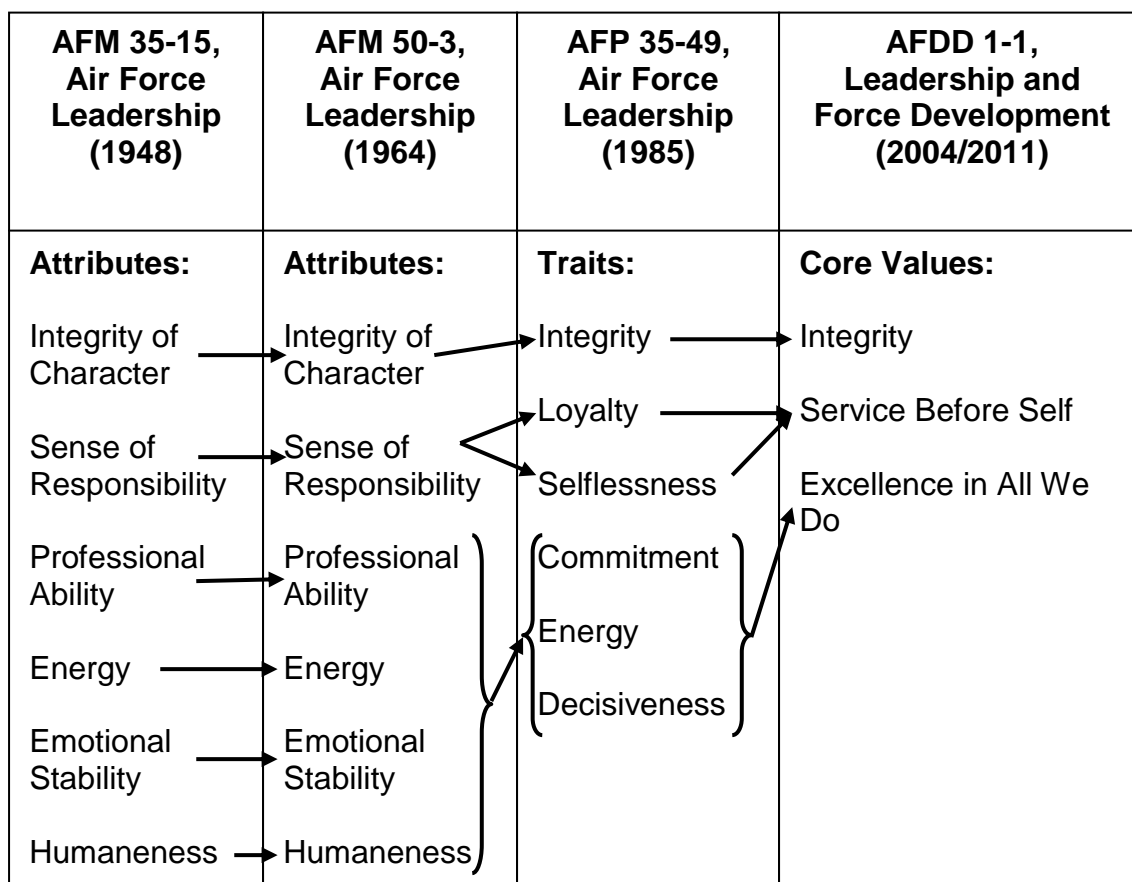 AFM 35-15,
Air Force
Leadership
(1948)
AFM 50-3,
Air Force
Leadership
(1964)
AFP 35-49,
Air Force
Leadership
(1985)
AFDD 1-1,
Leadership and
Force Development
(2004/2011)
Attributes:
Integrity of
Character
Sense of
Responsibility
Professional
Ability
Energy
Emotional
Stability
Humaneness
Attributes:
Integrity of
Character
Sense of
Responsibility
Professional
Ability
Energy
Emotional
Stability
Humaneness
Traits:
Integrity
Loyalty
Selflessness
Commitment
Energy
Decisiveness
Core Values:
Integrity
Service Before Self
Excellence in All We
Do